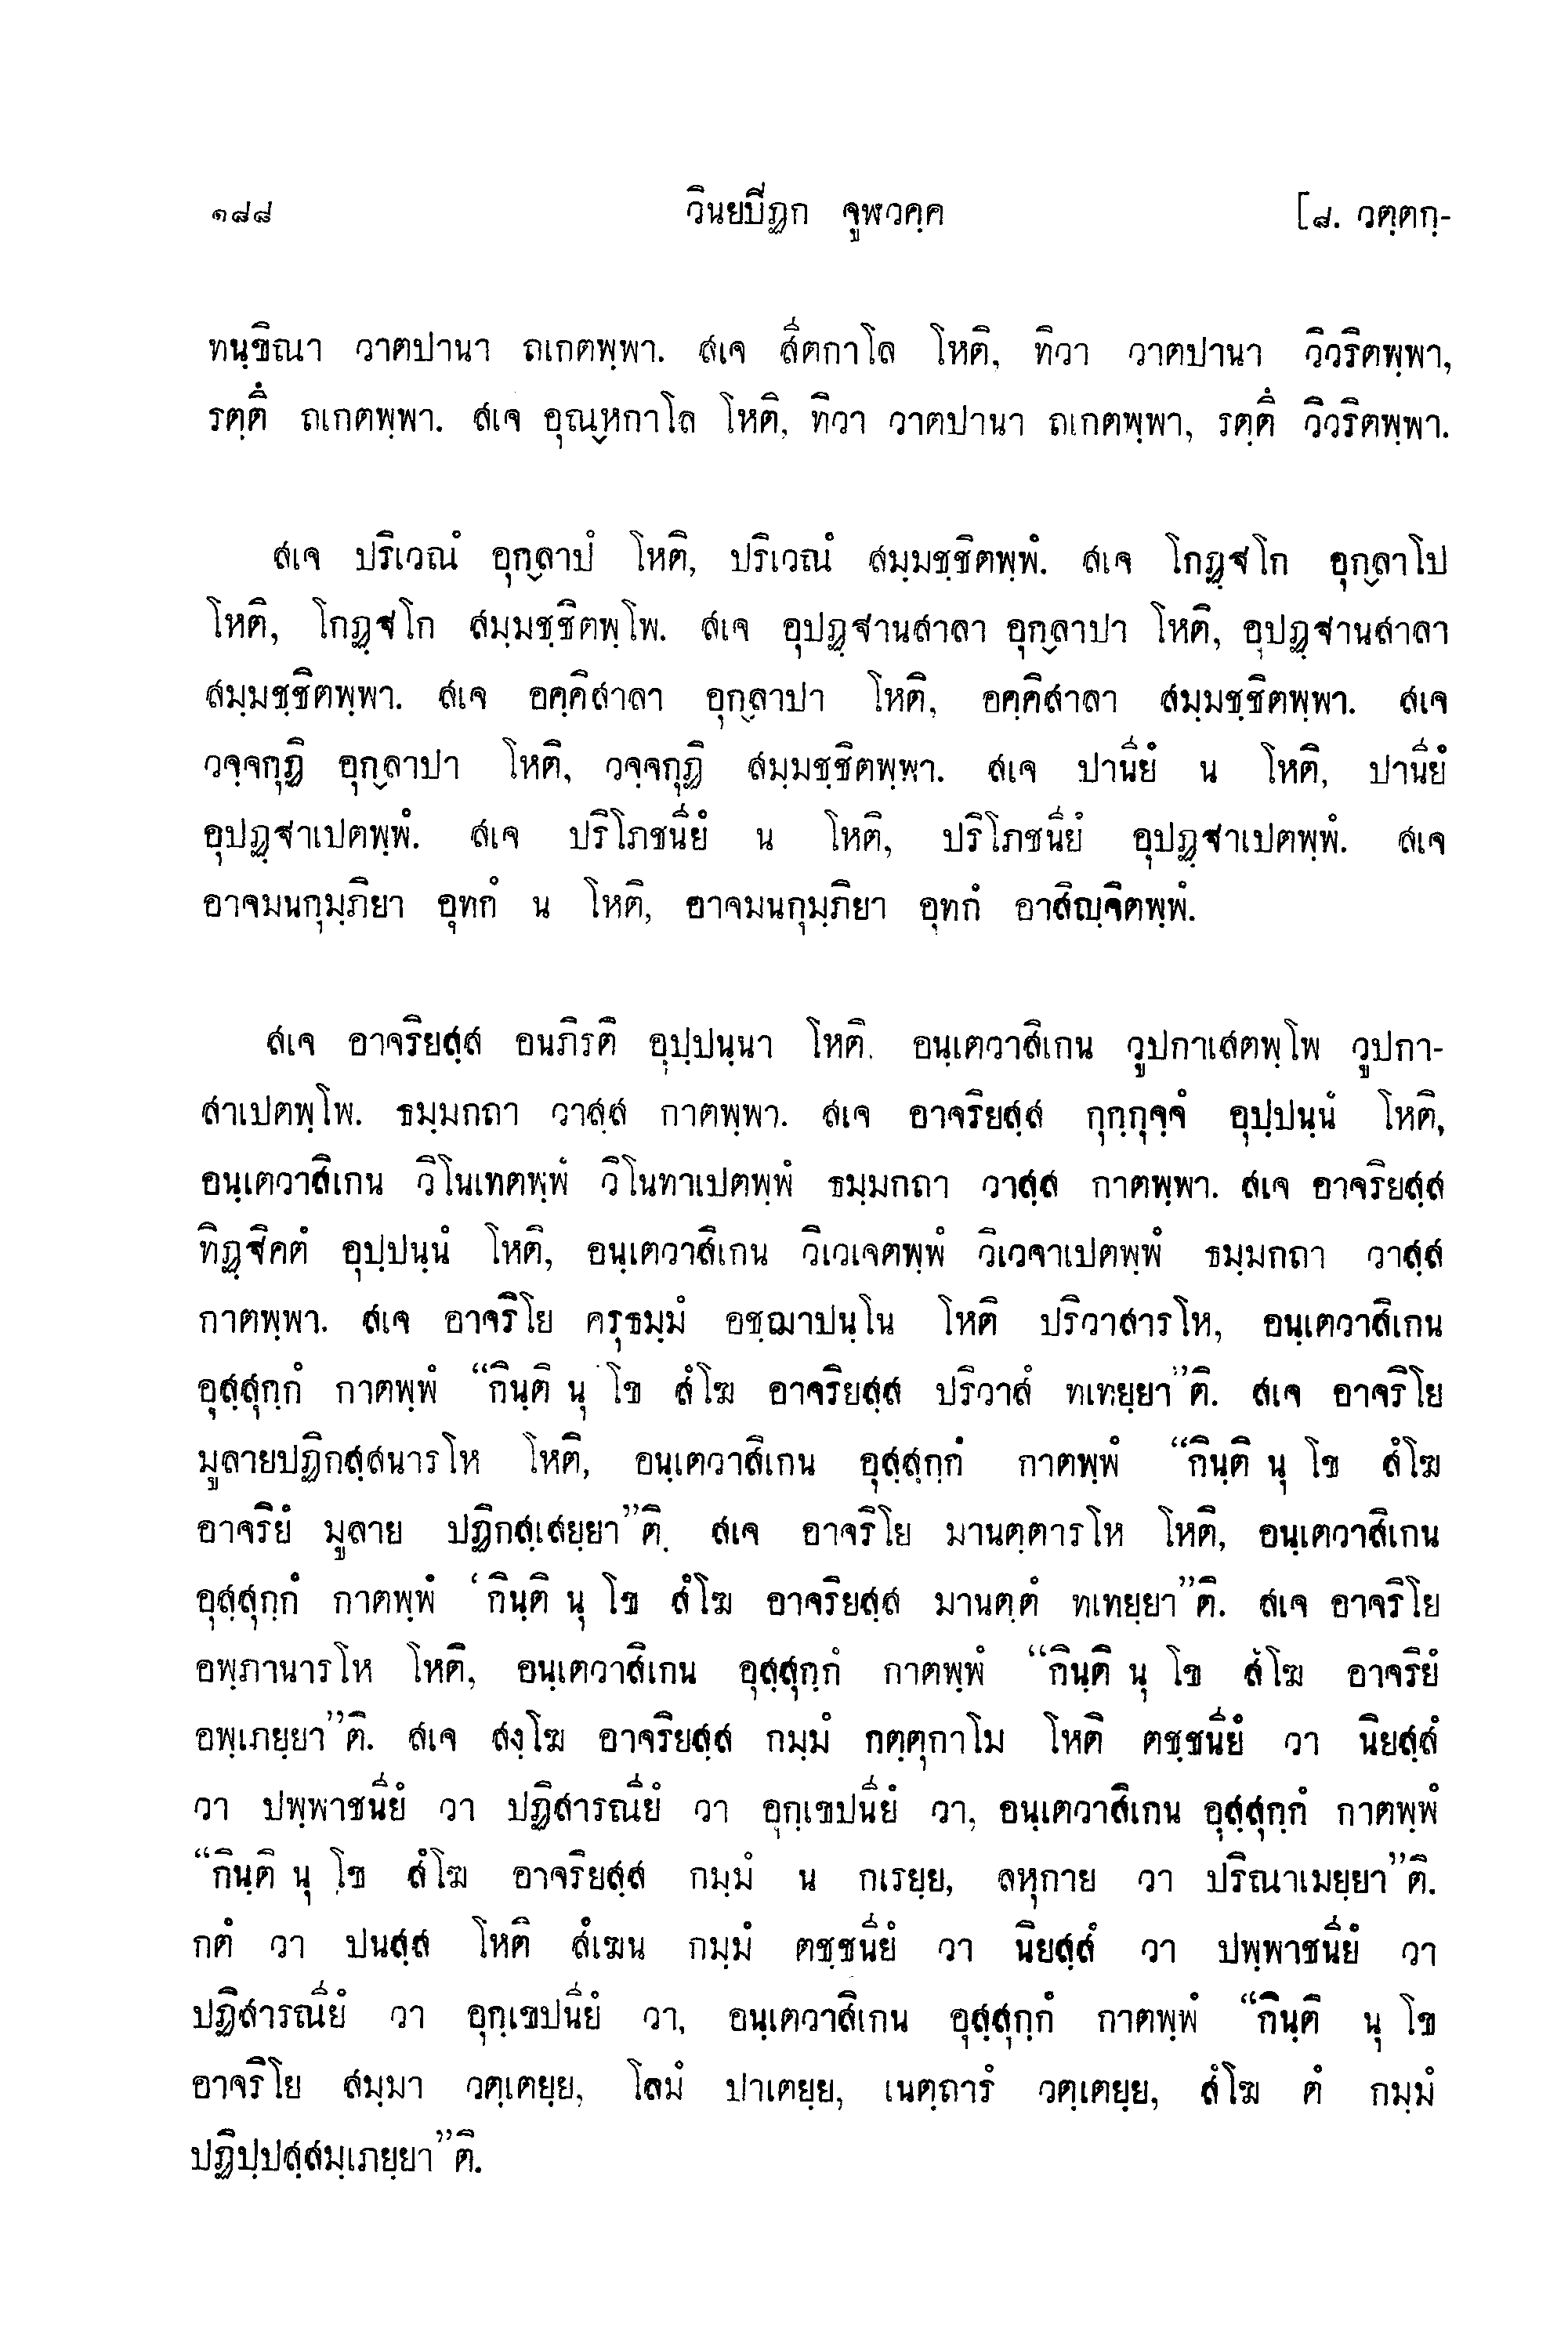 ๑๘๘ วินยปีฏก จูฬวคฺค [๘. วตฺตกฺ-
ทกฺขิณา วาตปานา ถเกตพฺพา. สเจ สีตกาโล โหติ, ทิวา วาตปานา วิวริตพฺพา,
รตฺตึ ถเกตพฺพา. สเจ อุณฺหกาโล โหติ, ทิวา วาตปานา ถเกตพฺพา, รตฺตึ วิวริตพฺพา.
สเจ ปริเวณํ อุกฺลาปํ โหติ, ปริเวณํ สมฺมชฺชิตพฺพํ. สเจ โกฏฺฐโก อุกฺลาโป
โหติ, โกฏฺฐโก สมฺมชฺชิตพฺโพ. สเจ อุปฏฺฐานสาลา อุกฺลาปา โหติ, อุปฏฺฐานสาลา
สมฺมชฺชิตพฺพา. สเจ อคฺคิสาลา อุกฺลาปา โหติ, อคฺคิสาลา สมฺมชฺชิตพฺพา. สเจ
วจฺจกุฏิ อุกฺลาปา โหติ, วจฺจกุฏิ สมฺมชฺชิตพฺพา. สเจ ปานียํ น โหติ, ปานียํ
อุปฏฺฐาเปตพฺพํ. สเจ ปริโภชนียํ น โหติ, ปริโภชนียํ อุปฏฺฐาเปตพฺพํ. สเจ
อาจมนกุมฺภิยา อุทกํ น โหติ, อาจมนกุมฺภิยา อุทกํ อาสิญฺจิตพฺพํ.
สเจ อาจริยสฺส อนภิรติ อุปฺปนฺนา โหติ. อนฺเตวาสิเกน วูปกาเสตพฺโพ วูปกา-
สาเปตพฺโพ. ธมฺมกถา วาสฺส กาตพฺพา. สเจ อาจริยสฺส กุกฺกุจฺจํ อุปฺปนฺนํ โหติ,
อนฺเตวาสิเกน วิโนเทตพฺพํ วิโนทาเปตพฺพํ ธมฺมกถา วาสฺส กาตพฺพา. สเจ อาจริยสฺส
ทิฏฺฐิคตํ อุปฺปนฺนํ โหติ, อนฺเตวาสิเกน วิเวเจตพฺพํ วิเวจาเปตพฺพํ ธมฺมกถา วาสฺส
กาตพฺพา. สเจ อาจริโย ครุธมฺมํ อชฺฌาปนฺโน โหติ ปริวาสารโห, อนฺเตวาสิเกน
อุสฺสุกฺกํ กาตพฺพํ “กินฺติ นุ โข สํโฆ อาจริยสฺส ปริวาสํ ทเทยฺยา”ติ. สเจ อาจริโย
มูลายปฏิกสฺสนารโห โหติ, อนฺเตวาสิเกน อุสฺสุกฺกํ กาตพฺพํ “กินฺติ นุ โข สํโฆ
อาจริยํ มูลาย ปฏิกสฺเสยฺยา”ติ. สเจ อาจริโย มานตฺตารโห โหติ, อนฺเตวาสิเกน
อุสฺสุกฺกํ กาตพฺพํ ‘กินฺติ นุ โข สํโฆ อาจริยสฺส มานตฺตํ ทเทยฺยา”ติ. สเจ อาจริโย
อพฺภานารโห โหติ, อนฺเตวาสิเกน อุสฺสุกฺกํ กาตพฺพํ “กินฺติ นุ โข สํโฆ อาจริยํ
อพฺเภยฺยา”ติ. สเจ สงฺโฆ อาจริยสฺส กมฺมํ กตฺตุกาโม โหติ ตชฺชนียํ วา นิยสฺสํ
วา ปพฺพาชนียํ วา ปฏิสารณียํ วา อุกฺเขปนียํ วา, อนฺเตวาสิเกน อุสฺสุกฺกํ กาตพฺพํ
“กินฺติ นุ โข สํโฆ อาจริยสฺส กมฺมํ น กเรยฺย, ลหุกาย วา ปริณาเมยฺยา”ติ.
กตํ วา ปนสฺส โหติ สํเฆน กมฺมํ ตชฺชนียํ วา นิยสฺสํ วา ปพฺพาชนียํ วา
ปฏิสารณียํ วา อุกฺเขปนียํ วา, อนฺเตวาสิเกน อุสฺสุกฺกํ กาตพฺพํ “กินฺติ นุ โข
อาจริโย สมฺมา วตฺเตยฺย, โลมํ ปาเตยฺย, เนตฺถารํ วตฺเตยฺย, สํโฆ ตํ กมฺมํ
ปฏิปฺปสฺสมฺเภยฺยา”ติ.